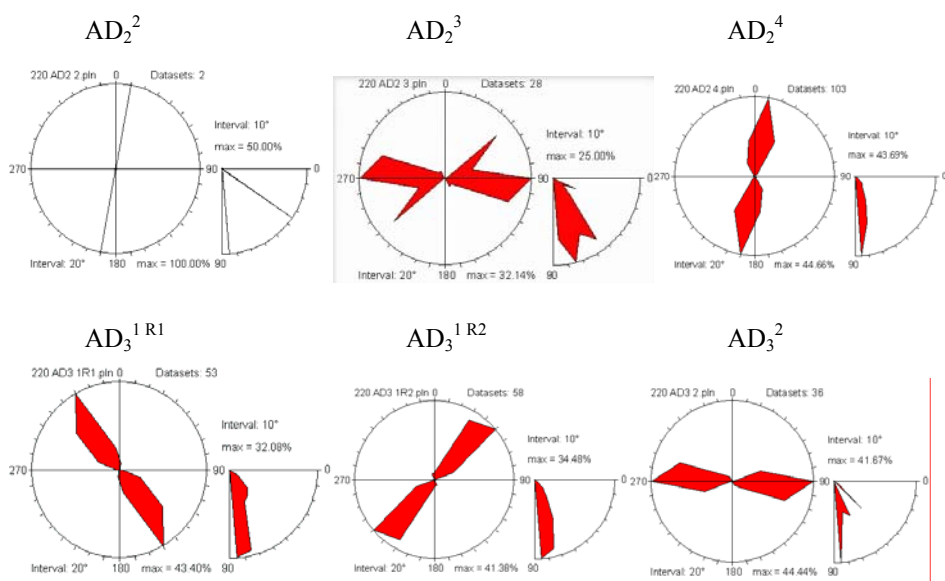 AD₂²
220 AD2 2.pln 0 Datasets: 2
Interval: 10°
max = 50.00%
270 90 0
Interval: 20° 180 max = 100.00% 90
AD₂³
220 AD2 3 pln 0 Datasets: 28
Interval: 10°
max = 25.00%
270 90 0
Interval: 20° 180 max = 32.14% 90
AD₂⁴
220 AD2 4.pln 0 Datasets: 103
Interval: 10°
max = 43.69%
270 90 0
Interval: 20° 180 max = 44.66% 90
AD₃¹ ᴿ¹
220 AD3 1R1 pln 0 Datasets: 53
Interval: 10°
max = 32.08%
270 90 0
Interval: 20° 180 max = 43.40% 90
AD₃¹ ᴿ²
220 AD3 1R2 pln 0 Datasets: 58
Interval: 10°
max = 34.48%
270 90 0
Interval: 20° 180 max = 41.38% 90
AD₃²
220 AD3 2 pln 0 Datasets: 36
Interval: 10°
max = 41.67%
270 90 0
Interval: 20° 180 max = 44.44% 90